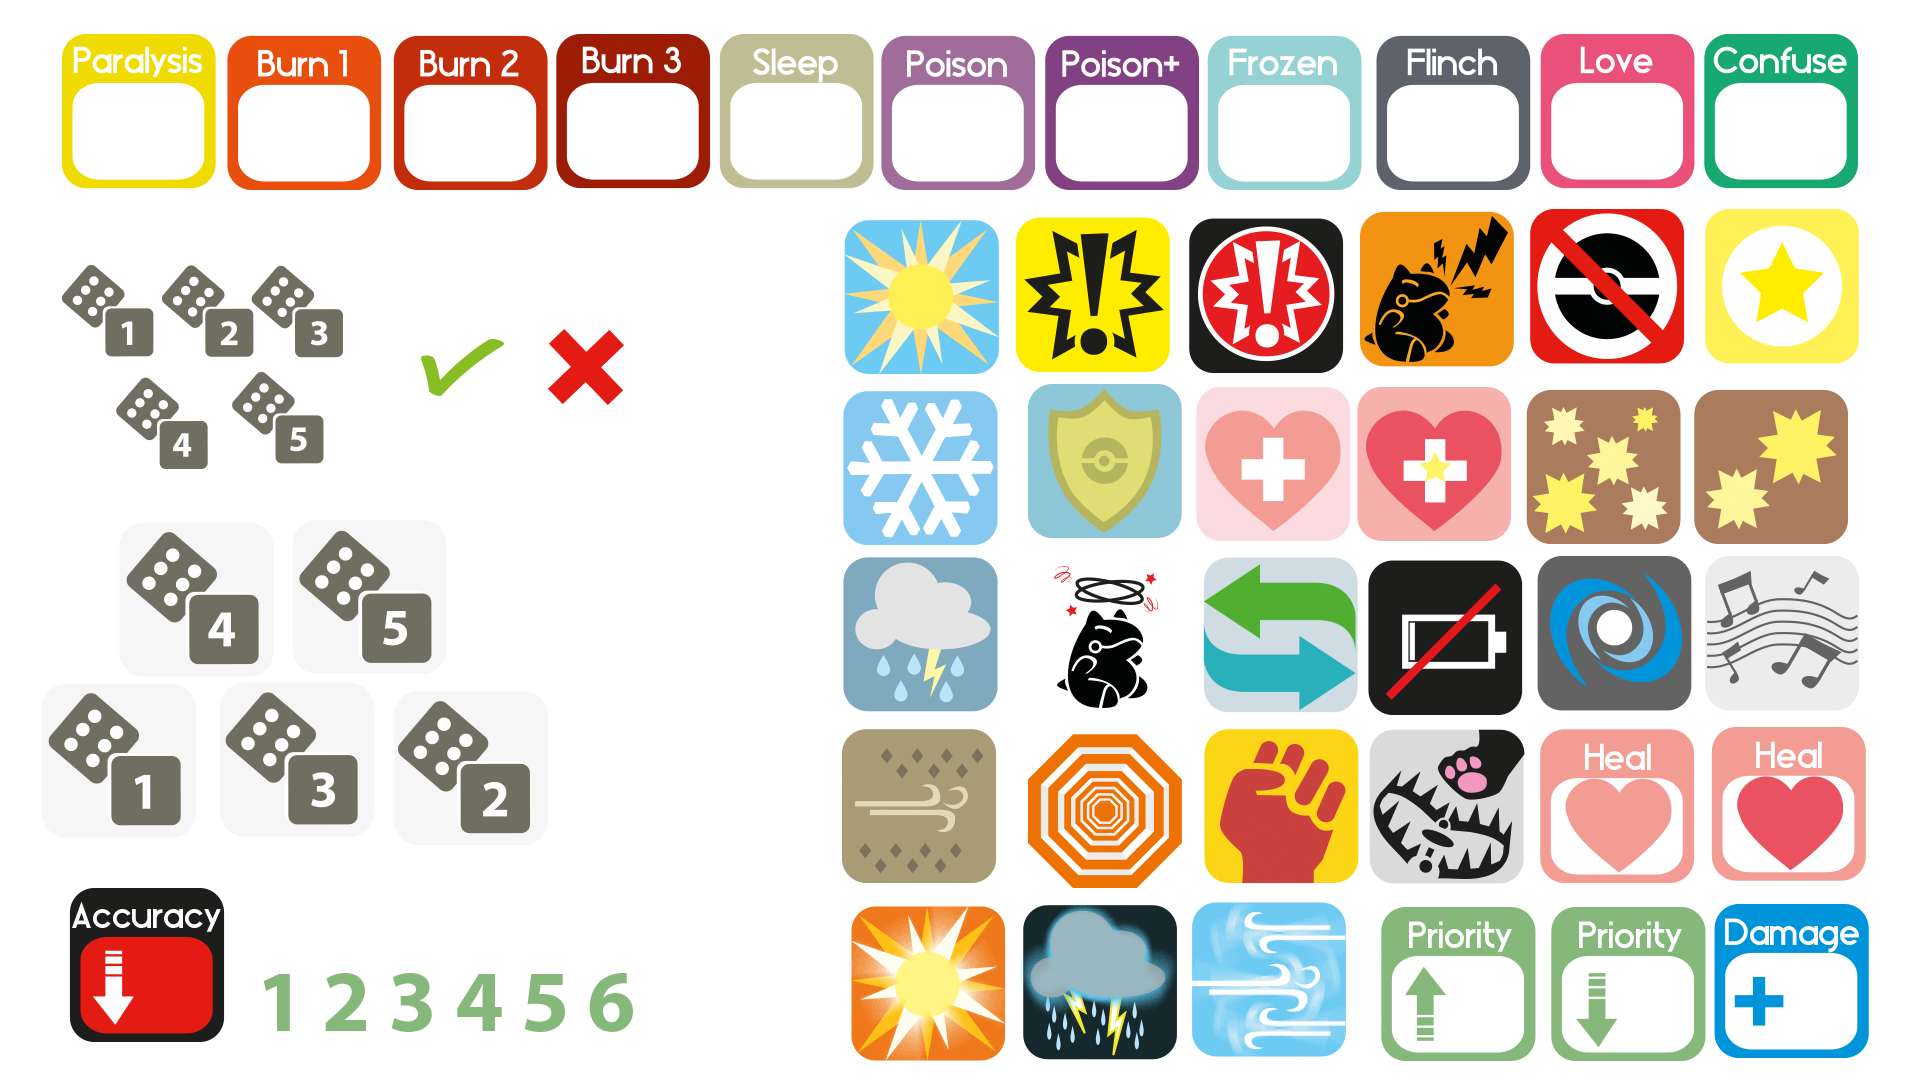 Paralysis
Burn 1
Burn 2
Burn 3
Sleep
Poison
Poison+
Frozen
Flinch
Love
Confuse
1
2
3
4
5
4
5
1
3
2
Heal
Heal
Accuracy
1 2 3 4 5 6
Priority
Priority
Damage
+